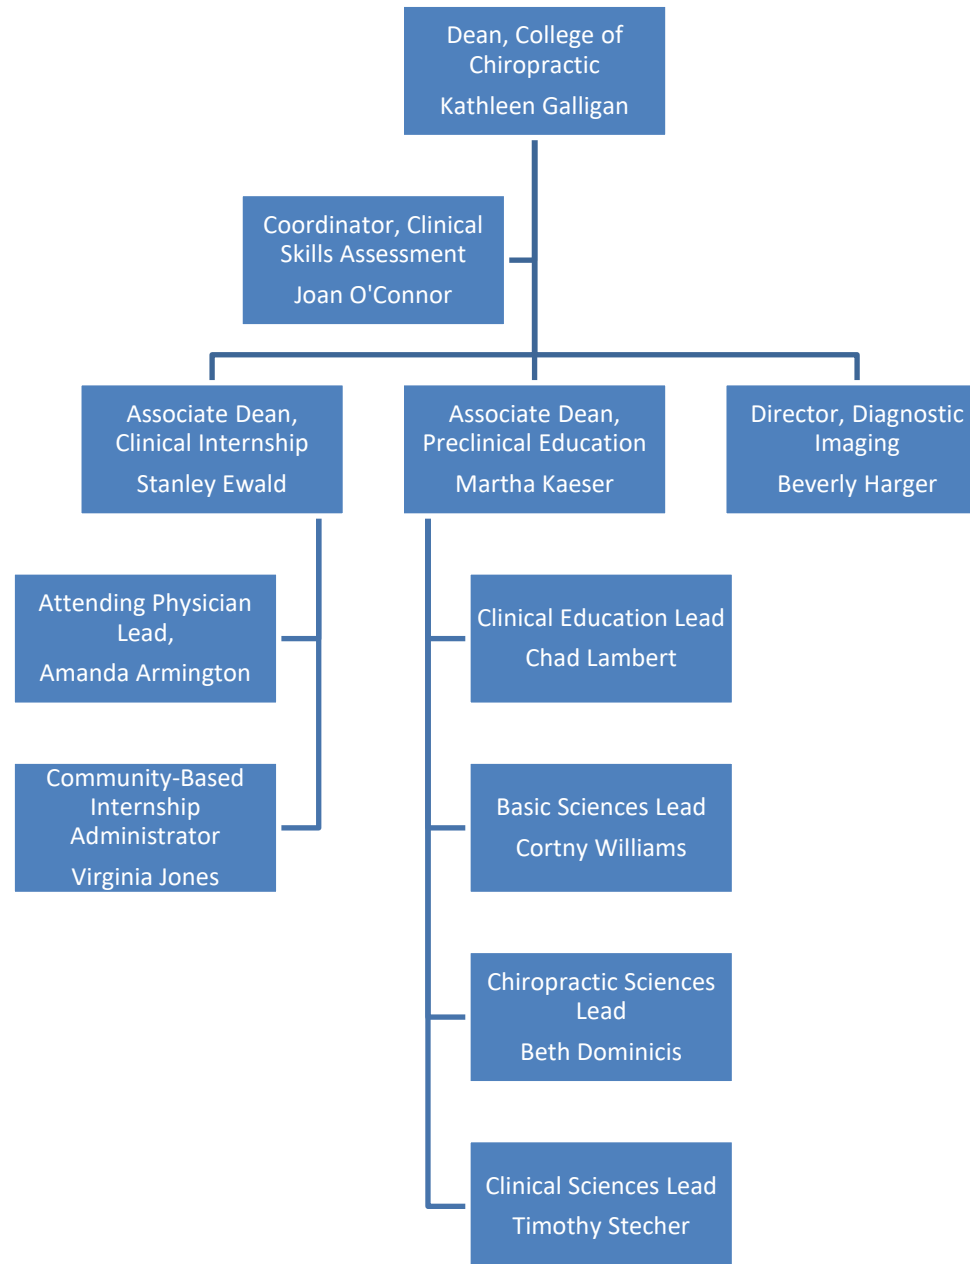 Dean, College of
Chiropractic
Kathleen Galligan
Coordinator, Clinical
Skills Assessment
Joan O'Connor
Associate Dean,
Clinical Internship
Stanley Ewald
Associate Dean,
Preclinical Education
Martha Kaeser
Director, Diagnostic
Imaging
Beverly Harger
Attending Physician
Lead,
Amanda Armington
Community-Based
Internship
Administrator
Virginia Jones
Clinical Education Lead
Chad Lambert
Basic Sciences Lead
Cortny Williams
Chiropractic Sciences
Lead
Beth Dominicis
Clinical Sciences Lead
Timothy Stecher